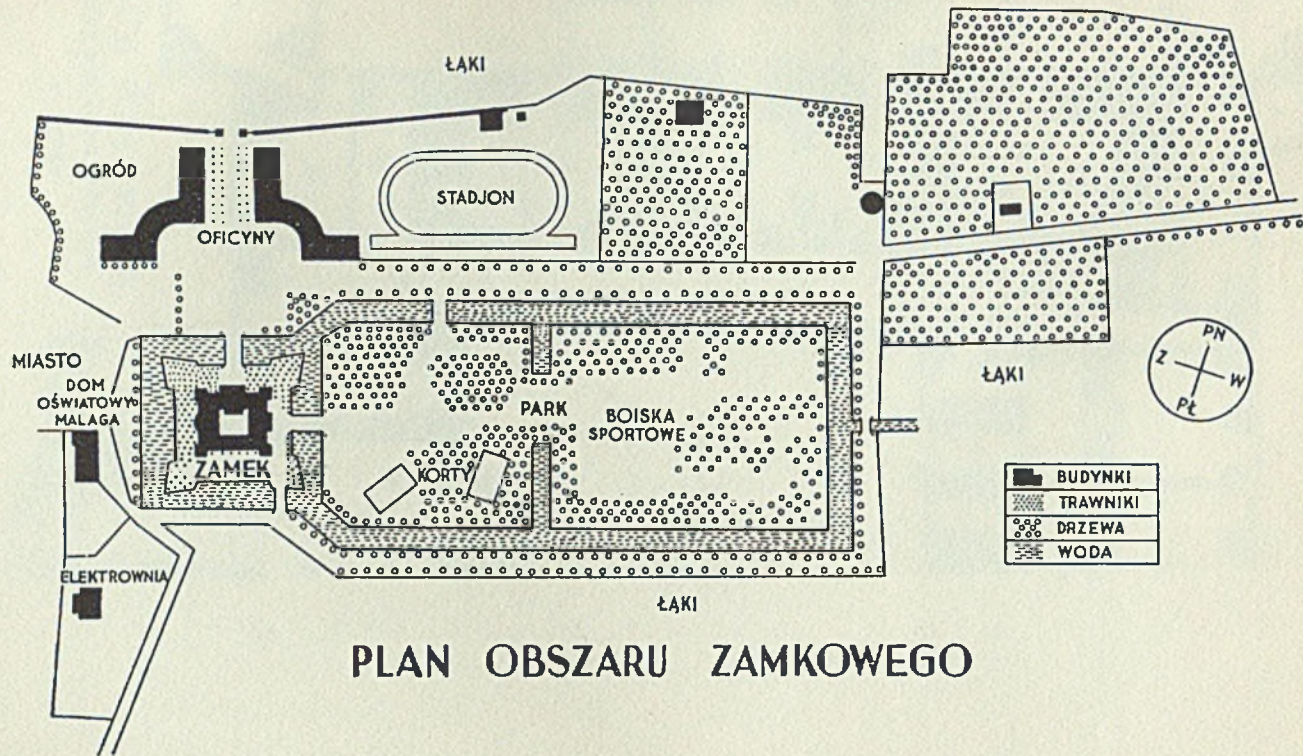 ŁĄKI
OGRÓD
STADJON
OFICYNY
MIASTO
DOM
OŚWIATOWY
MALAGA
ZAMEK
PARK
BOISKA
SPORTOWE
KORTY
ŁĄKI
PN
Z
W
PŁ
BUDYNKI
TRAWNIKI
DRZEWA
WODA
ELEKTROWNIA
ŁĄKI
PLAN OBSZARU ZAMKOWEGO